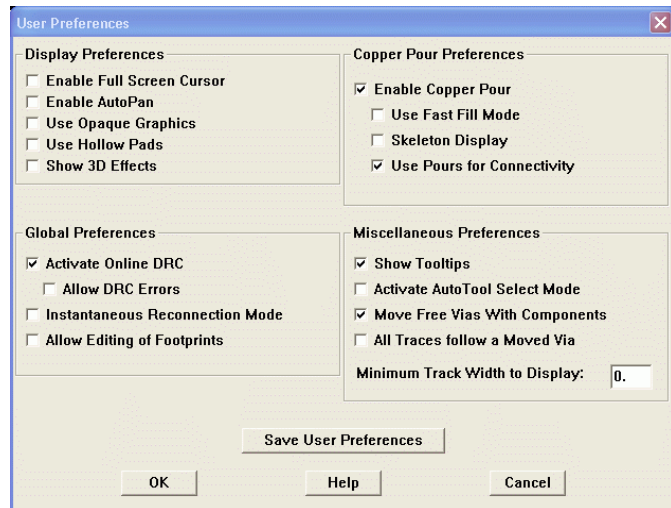 User Preferences
Display Preferences
Enable Full Screen Cursor
Enable AutoPan
Use Opaque Graphics
Use Hollow Pads
Show 3D Effects
Copper Pour Preferences
Enable Copper Pour
Use Fast Fill Mode
Skeleton Display
Use Pours for Connectivity
Global Preferences
Activate Online DRC
Allow DRC Errors
Instantaneous Reconnection Mode
Allow Editing of Footprints
Miscellaneous Preferences
Show Tooltips
Activate AutoTool Select Mode
Move Free Vias With Components
All Traces follow a Moved Via
Minimum Track Width to Display: 0.
Save User Preferences
OK Help Cancel